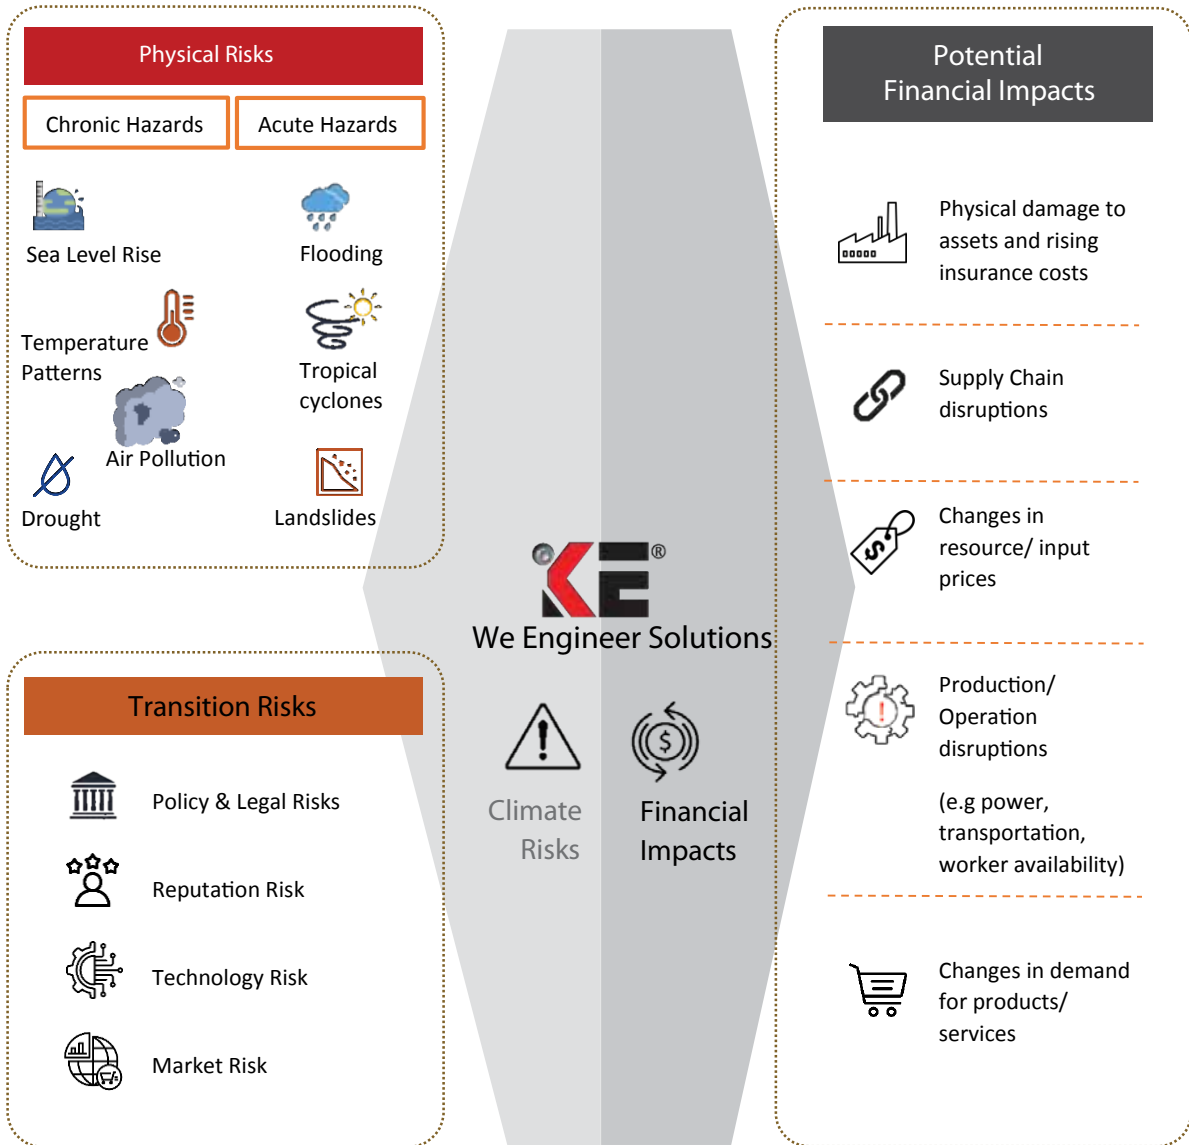 Physical Risks
Chronic Hazards
Acute Hazards
Sea Level Rise
Flooding
Temperature
Patterns
Tropical
cyclones
Air Pollution
Drought
Landslides
Transition Risks
Policy & Legal Risks
Reputation Risk
Technology Risk
Market Risk
KE®
We Engineer Solutions
Climate
Risks
$
Financial
Impacts
Potential
Financial Impacts
Physical damage to
assets and rising
insurance costs
Supply Chain
disruptions
$
Changes in
resource/ input
prices
Production/
Operation
disruptions
(e.g power,
transportation,
worker availability)
Changes in demand
for products/
services